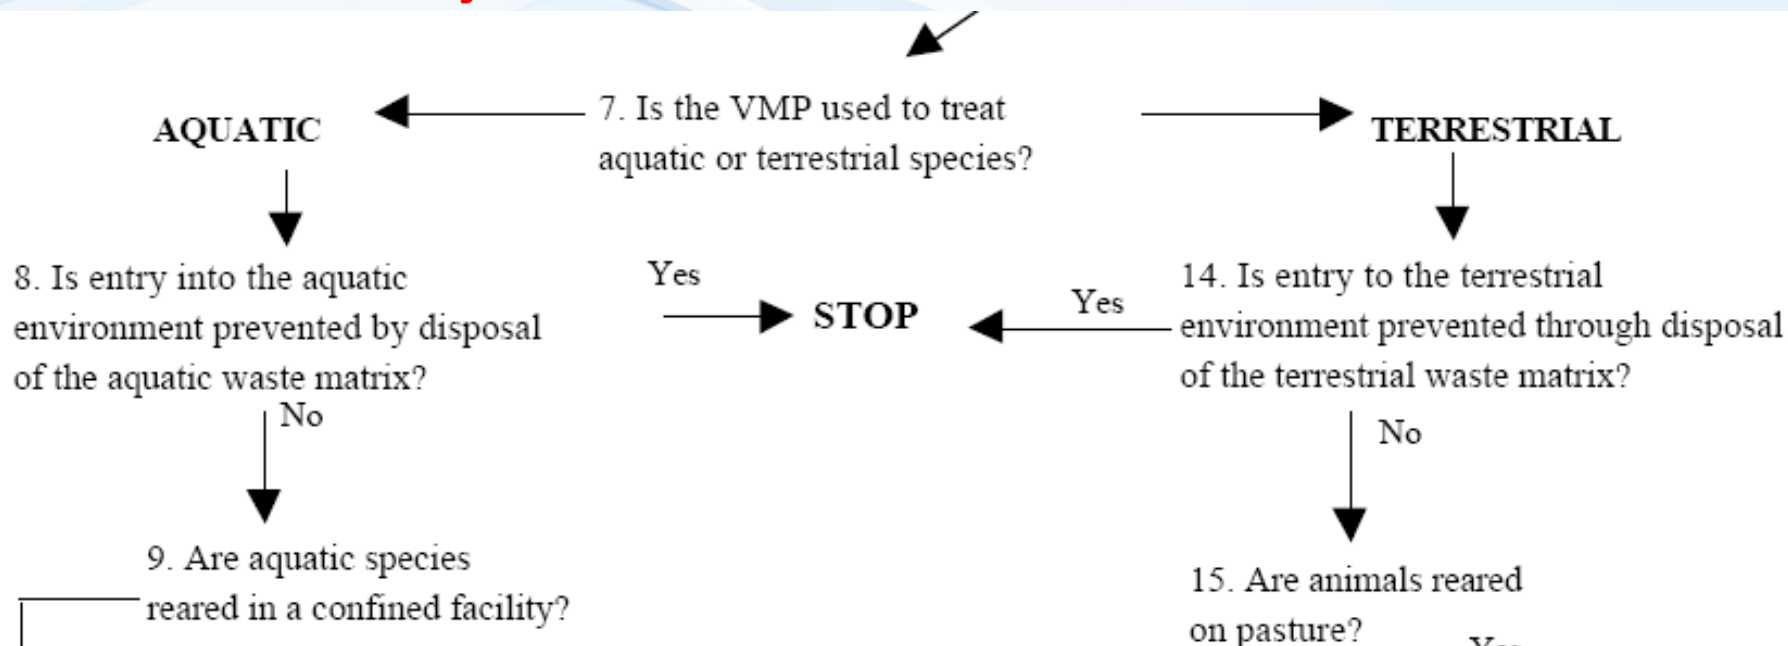 7. Is the VMP used to treat
aquatic or terrestrial species?
AQUATIC
TERRESTRIAL
8. Is entry into the aquatic
environment prevented by disposal
of the aquatic waste matrix?
Yes
STOP
Yes
14. Is entry to the terrestrial
environment prevented through disposal
of the terrestrial waste matrix?
No
No
9. Are aquatic species
reared in a confined facility?
15. Are animals reared
on pasture?
Yes